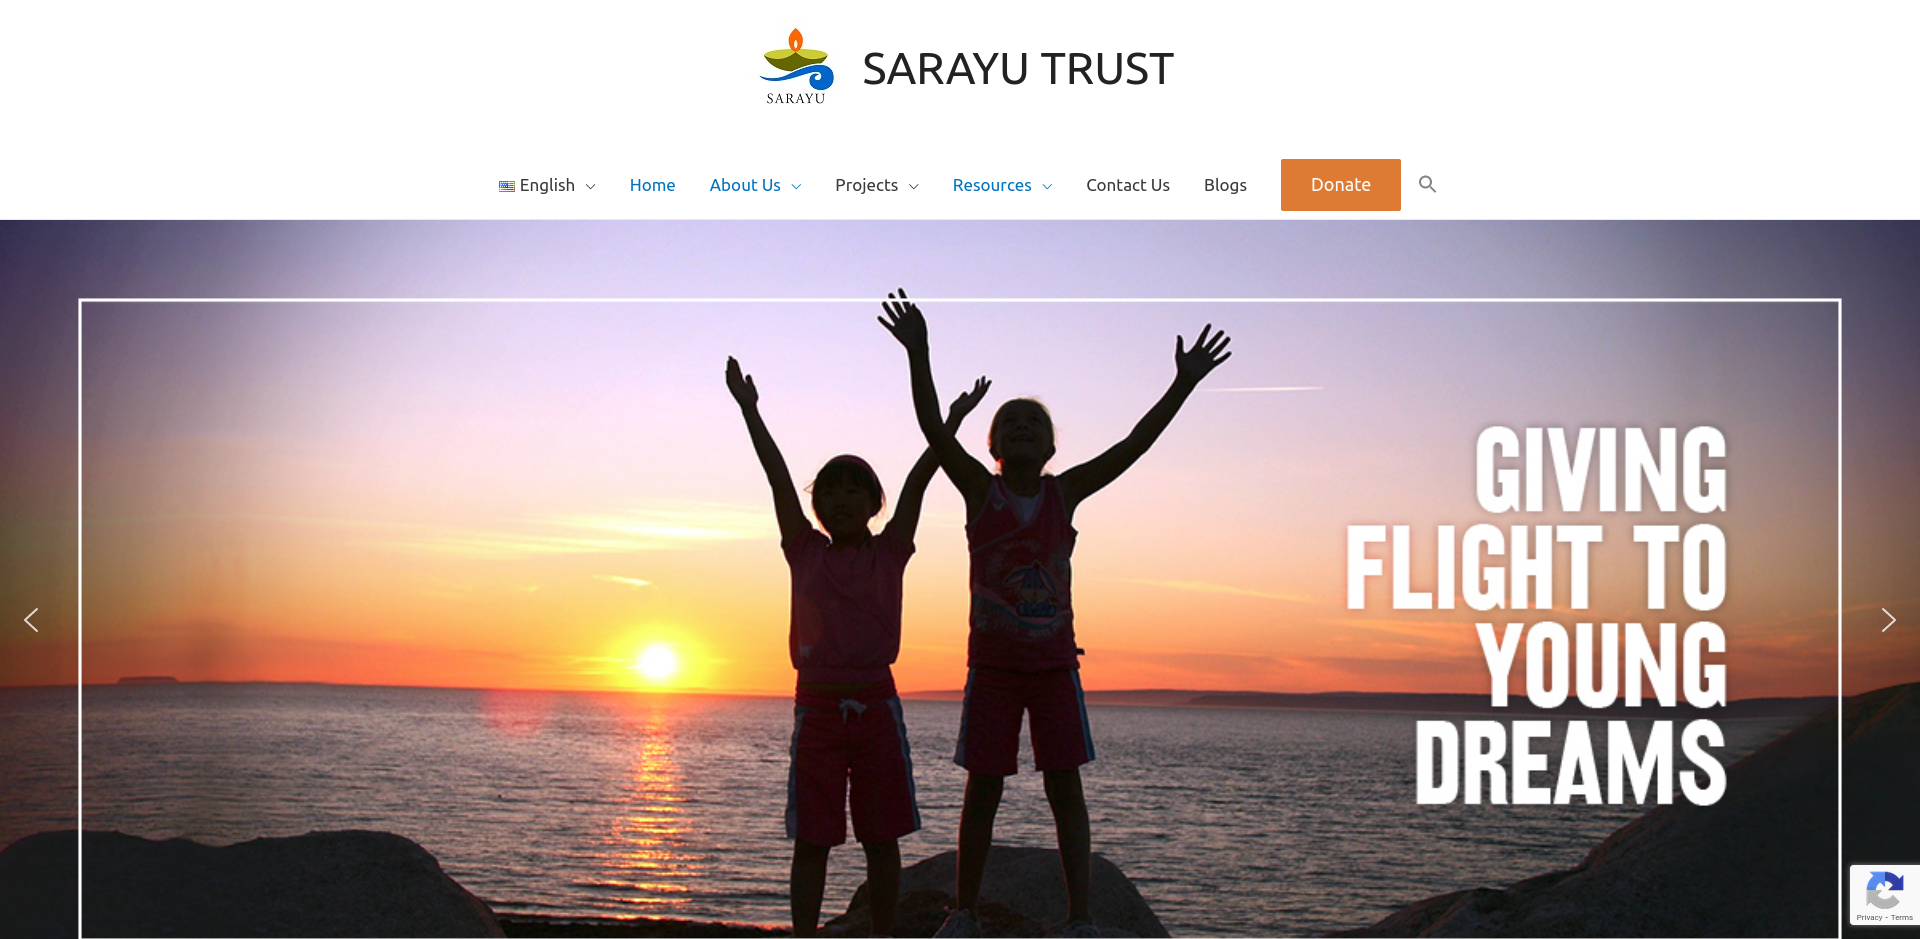 SARAYU
SARAYU TRUST
English
Home
About Us
Projects
Resources
Contact Us
Blogs
Donate
GIVING
FLIGHT TO
YOUNG
DREAMS
Privacy - Terms